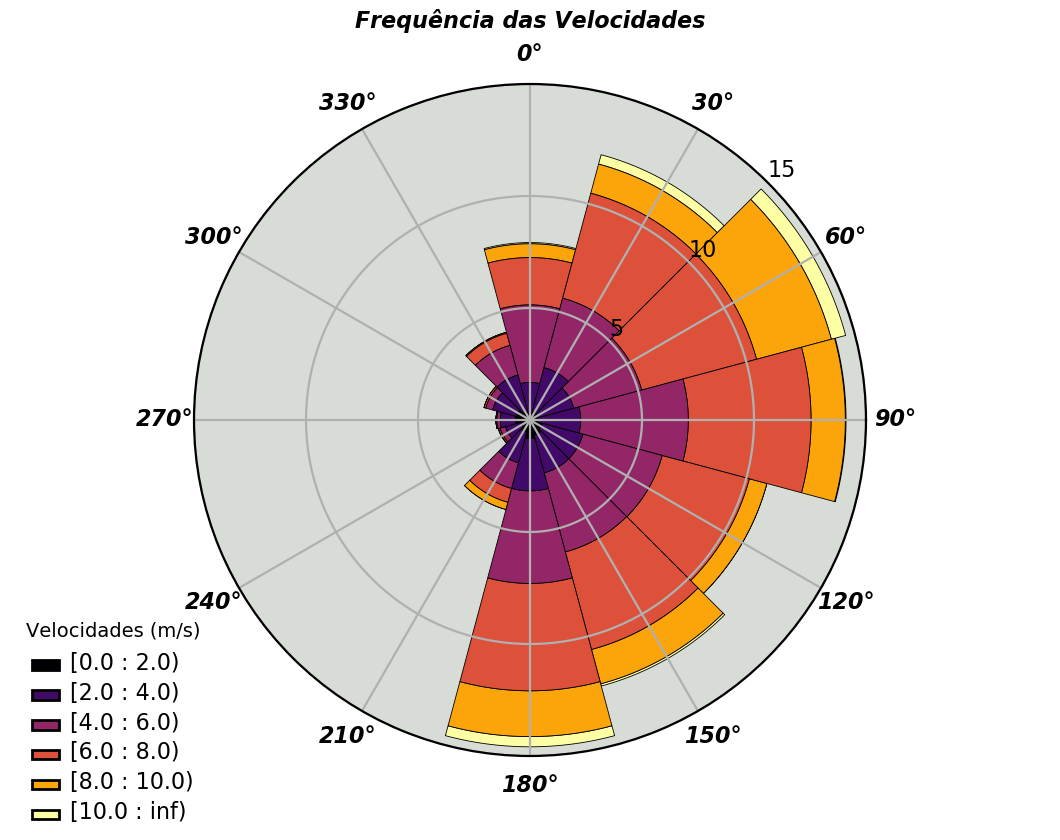 Frequência das Velocidades
0°
330°
30°
15
300°
60°
10
5
270°
90°
240°
120°
210°
150°
180°
Velocidades (m/s)
[0.0 : 2.0)
[2.0 : 4.0)
[4.0 : 6.0)
[6.0 : 8.0)
[8.0 : 10.0)
[10.0 : inf)